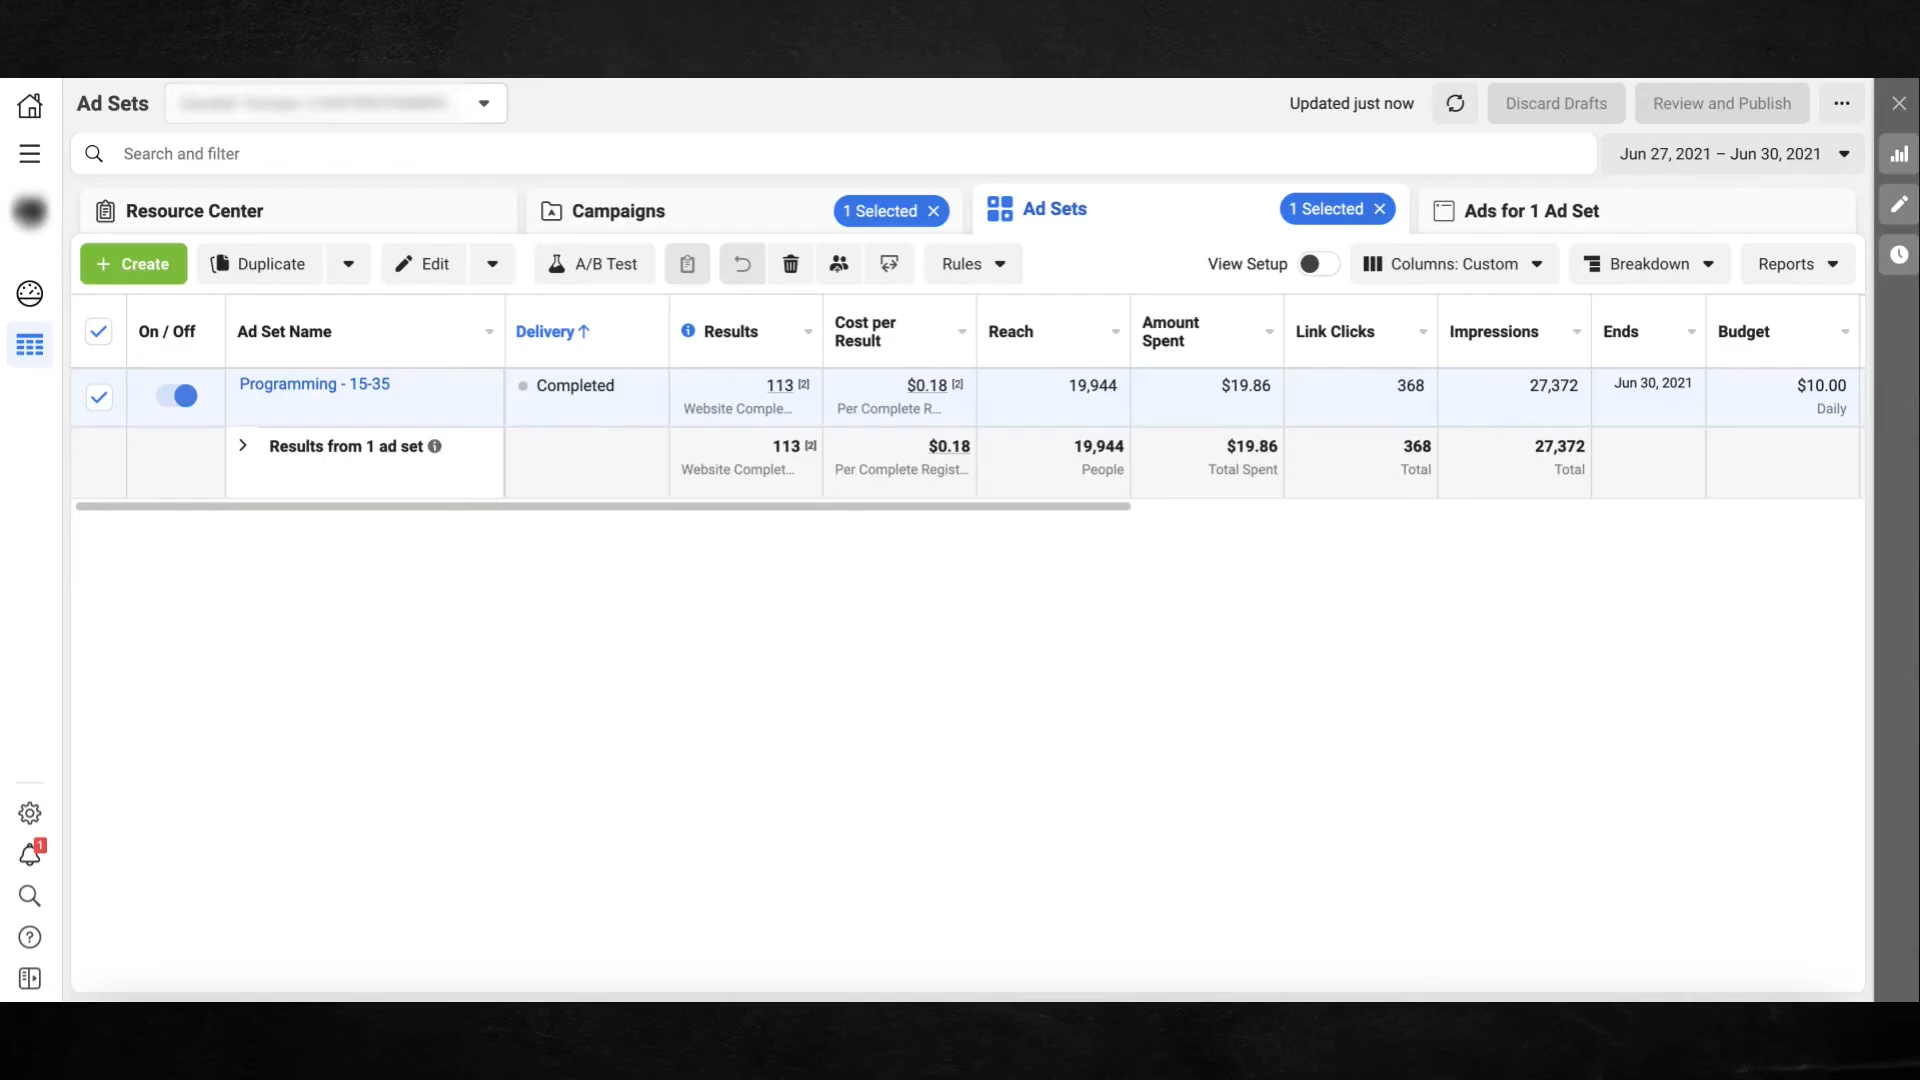 Ad Sets
Updated just now
Discard Drafts
Review and Publish
Search and filter
Jun 27, 2021 – Jun 30, 2021
Resource Center
Campaigns
1 Selected
Ad Sets
1 Selected
Ads for 1 Ad Set
+ Create
Duplicate
Edit
A/B Test
Rules
View Setup
Columns: Custom
Breakdown
Reports
On / Off
Ad Set Name
Delivery ↑
Results
Cost per
Result
Reach
Amount
Spent
Link Clicks
Impressions
Ends
Budget
Programming - 15-35
Completed
113 [2]
Website Comple...
$0.18 [2]
Per Complete R...
19,944
$19.86
368
27,372
Jun 30, 2021
$10.00
Daily
Results from 1 ad set
113 [2]
Website Complet...
$0.18
Per Complete Regist...
19,944
People
$19.86
Total Spent
368
Total
27,372
Total
1